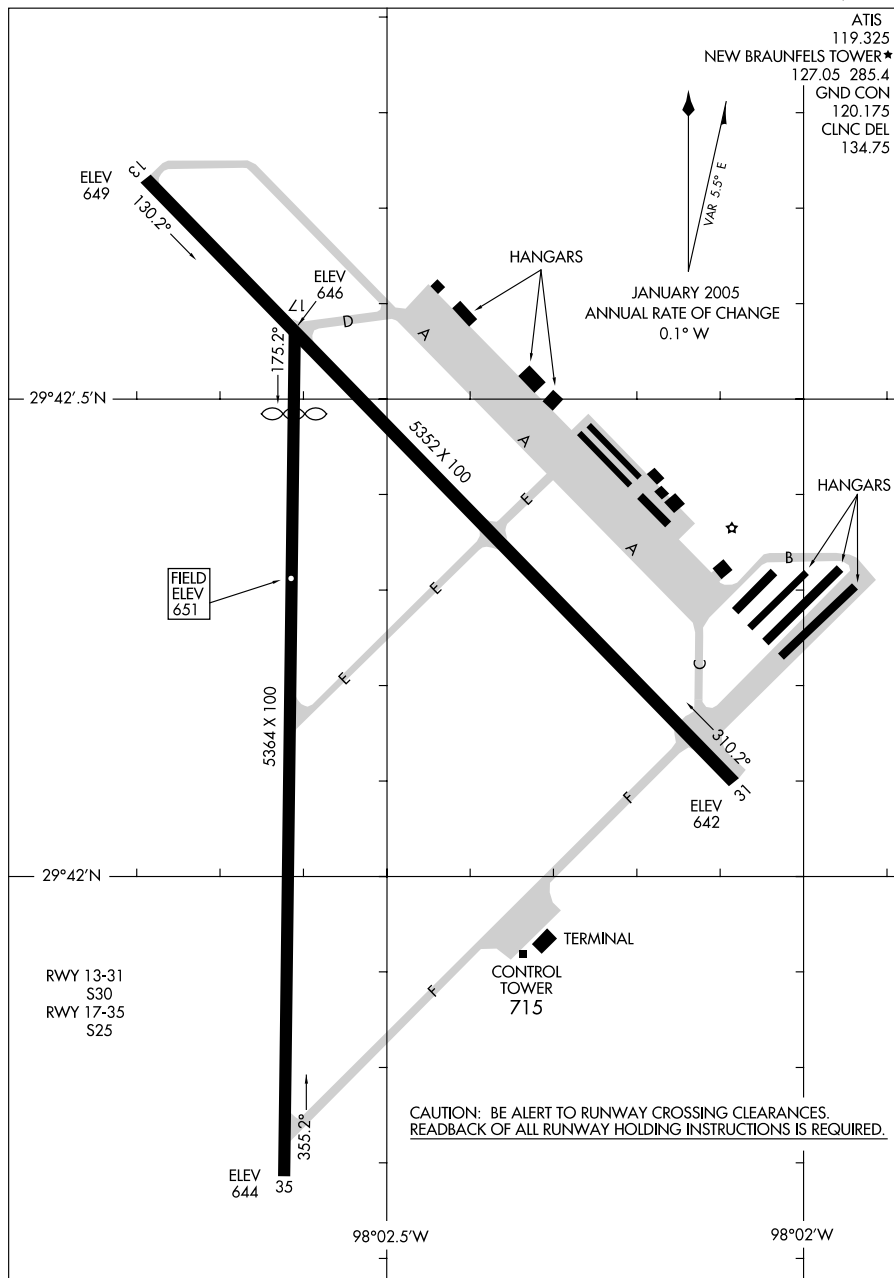 ATIS
119.325
NEW BRAUNFELS TOWER★
127.05 285.4
GND CON
120.175
CLNC DEL
134.75
VAR 5.5° E
JANUARY 2005
ANNUAL RATE OF CHANGE
0.1° W
ELEV
649
13
130.2°
ELEV
646
17
175.2°
D
HANGARS
A
29°42'.5N
5352 X 100
A
E
HANGARS
A
B
FIELD
ELEV
651
E
E
C
5364 X 100
310.2°
31
ELEV
642
F
29°42'N
TERMINAL
CONTROL
TOWER
715
RWY 13-31
S30
RWY 17-35
S25
F
355.2°
CAUTION: BE ALERT TO RUNWAY CROSSING CLEARANCES.
READBACK OF ALL RUNWAY HOLDING INSTRUCTIONS IS REQUIRED.
ELEV
644
35
98°02.5'W
98°02'W